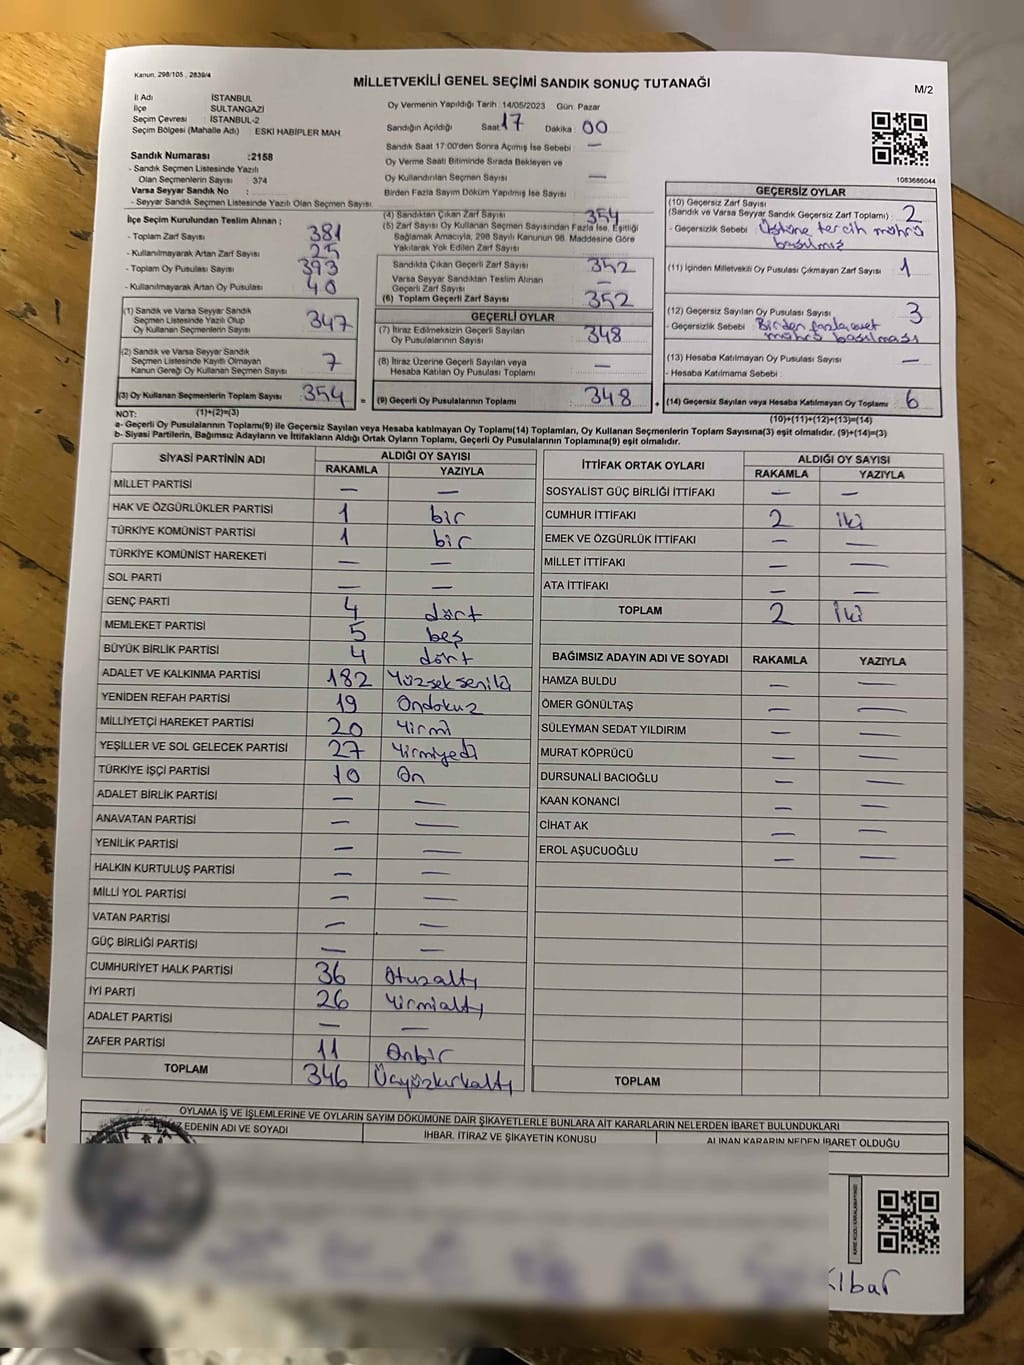 Kanun, 298/105 , 2839/4
MİLLETVEKİLİ GENEL SEÇİMİ SANDIK SONUÇ TUTANAĞI
M/2
İl Adı İSTANBUL
İlçe SULTANGAZİ
Seçim Çevresi : İSTANBUL-2
Seçim Bölgesi (Mahalle Adı) ESKİ HABİPLER MAH.
Sandık Numarası :2158
- Sandık Seçmen Listesinde Yazılı
Olan Seçmenlerin Sayısı : 374
Varsa Seyyar Sandık No :
- Seyyar Sandık Seçmen Listesinde Yazılı Olan Seçmen Sayısı:
Oy Vermenin Yapıldığı Tarih : 14/05/2023 Gün: Pazar
Sandığın Açıldığı Saat 17 Dakika : 00
Sandık Saat 17:00'den Sonra Açımış İse Sebebi : —
Oy Verme Saati Bitiminde Sırada Bekleyen ve
Oy Kullandırılan Seçmen Sayısı : —
Birden Fazla Sayım Döküm Yapılmış İse Sayısı :
1083666044
İlçe Seçim Kurulundan Teslim Alınan ;
- Toplam Zarf Sayısı 381
- Kullanılmayarak Artan Zarf Sayısı 25
- Toplam Oy Pusulası Sayısı 393
- Kullanılmayarak Artan Oy Pusulası 40
(1) Sandık ve Varsa Seyyar Sandık
Seçmen Listesinde Yazılı Olup
Oy Kullanan Seçmenlerin Sayısı 347
(2) Sandık ve Varsa Seyyar Sandık
Seçmen Listesinde Kayıtlı Olmayan
Kanun Gereği Oy Kullanan Seçmen Sayısı 7
(3) Oy Kullanan Seçmenlerin Toplam Sayısı 354 =
(4) Sandıktan Çıkan Zarf Sayısı 354
(5) Zarf Sayısı Oy Kullanan Seçmen Sayısından Fazla İse, Eşitliği
Sağlamak Amacıyla, 298 Sayılı Kanunun 98. Maddesine Göre
Yakılarak Yok Edilen Zarf Sayısı
Sandıkta Çıkan Geçerli Zarf Sayısı 352
Varsa Seyyar Sandıktan Teslim Alınan
Geçerli Zarf Sayısı —
(6) Toplam Geçerli Zarf Sayısı 352
GEÇERLİ OYLAR
(7) İtiraz Edilmeksizin Geçerli Sayılan
Oy Pusulalarının Sayısı 348
(8) İtiraz Üzerine Geçerli Sayılan veya
Hesaba Katılan Oy Pusulası Toplamı —
(9) Geçerli Oy Pusulalarının Toplamı 348 +
GEÇERSİZ OYLAR
(10) Geçersiz Zarf Sayısı
(Sandık ve Varsa Seyyar Sandık Geçersiz Zarf Toplamı) : 2
- Geçersizlik Sebebi Üstüne tercih mührü
basılmış
(11) İçinden Milletvekili Oy Pusulası Çıkmayan Zarf Sayısı 1
(12) Geçersiz Sayılan Oy Pusulası Sayısı 3
- Geçersizlik Sebebi Birden fazla evet
mührü basılması
(13) Hesaba Katılmayan Oy Pusulası Sayısı —
- Hesaba Katılmama Sebebi :
(14) Geçersiz Sayılan veya Hesaba Katılmayan Oy Toplamı 6
NOT: (1)+(2)=(3) (10)+(11)+(12)+(13)=(14)
a- Geçerli Oy Pusulalarının Toplamı(9) ile Geçersiz Sayılan veya Hesaba katılmayan Oy Toplamı(14) Toplamları, Oy Kullanan Seçmenlerin Toplam Sayısına(3) eşit olmalıdır. (9)+(14)=(3)
b- Siyasi Partilerin, Bağımsız Adayların ve İttifakların Aldığı Ortak Oyların Toplamı, Geçerli Oy Pusulalarının Toplamına(9) eşit olmalıdır.
SİYASİ PARTİNİN ADI ALDIĞI OY SAYISI
RAKAMLA YAZIYLA
MİLLET PARTİSİ — —
HAK VE ÖZGÜRLÜKLER PARTİSİ 1 bir
TÜRKİYE KOMÜNİST PARTİSİ 1 bir
TÜRKİYE KOMÜNİST HAREKETİ — —
SOL PARTİ — —
GENÇ PARTİ 4 dört
MEMLEKET PARTİSİ 5 beş
BÜYÜK BİRLİK PARTİSİ 4 dört
ADALET VE KALKINMA PARTİSİ 182 Yüzseksenik
YENİDEN REFAH PARTİSİ 19 Ondokuz
MİLLİYETÇİ HAREKET PARTİSİ 20 Yirmi
YEŞİLLER VE SOL GELECEK PARTİSİ 27 Yirmiyedi
TÜRKİYE İŞÇİ PARTİSİ 10 On
ADALET BİRLİK PARTİSİ — —
ANAVATAN PARTİSİ — —
YENİLİK PARTİSİ — —
HALKIN KURTULUŞ PARTİSİ — —
MİLLİ YOL PARTİSİ — —
VATAN PARTİSİ — —
GÜÇ BİRLİĞİ PARTİSİ — —
CUMHURİYET HALK PARTİSİ 36 Otuzaltı
İYİ PARTİ 26 Yirmialtı
ADALET PARTİSİ — —
ZAFER PARTİSİ 11 Onbir
TOPLAM 346 Üçyüzkırkaltı
İTTİFAK ORTAK OYLARI ALDIĞI OY SAYISI
RAKAMLA YAZIYLA
SOSYALİST GÜÇ BİRLİĞİ İTTİFAKI — —
CUMHUR İTTİFAKI 2 iki
EMEK VE ÖZGÜRLÜK İTTİFAKI — —
MİLLET İTTİFAKI — —
ATA İTTİFAKI — —
TOPLAM 2 İki
BAĞIMSIZ ADAYIN ADI VE SOYADI RAKAMLA YAZIYLA
HAMZA BULDU — —
ÖMER GÖNÜLTAŞ — —
SÜLEYMAN SEDAT YILDIRIM — —
MURAT KÖPRÜCÜ — —
DURSUNALİ BACIOĞLU — —
KAAN KONANCİ — —
CİHAT AK — —
EROL AŞUCUOĞLU — —
TOPLAM
OYLAMA İŞ VE İŞLEMLERİNE VE OYLARIN SAYIM DÖKÜMÜNE DAİR ŞİKAYETLERLE BUNLARA AİT KARARLARIN NELERDEN İBARET BULUNDUKLARI
EDENİN ADI VE SOYADI İHBAR, İTİRAZ VE ŞİKAYETİN KONUSU ALINAN KARARIN NEDEN İBARET OLDUĞU